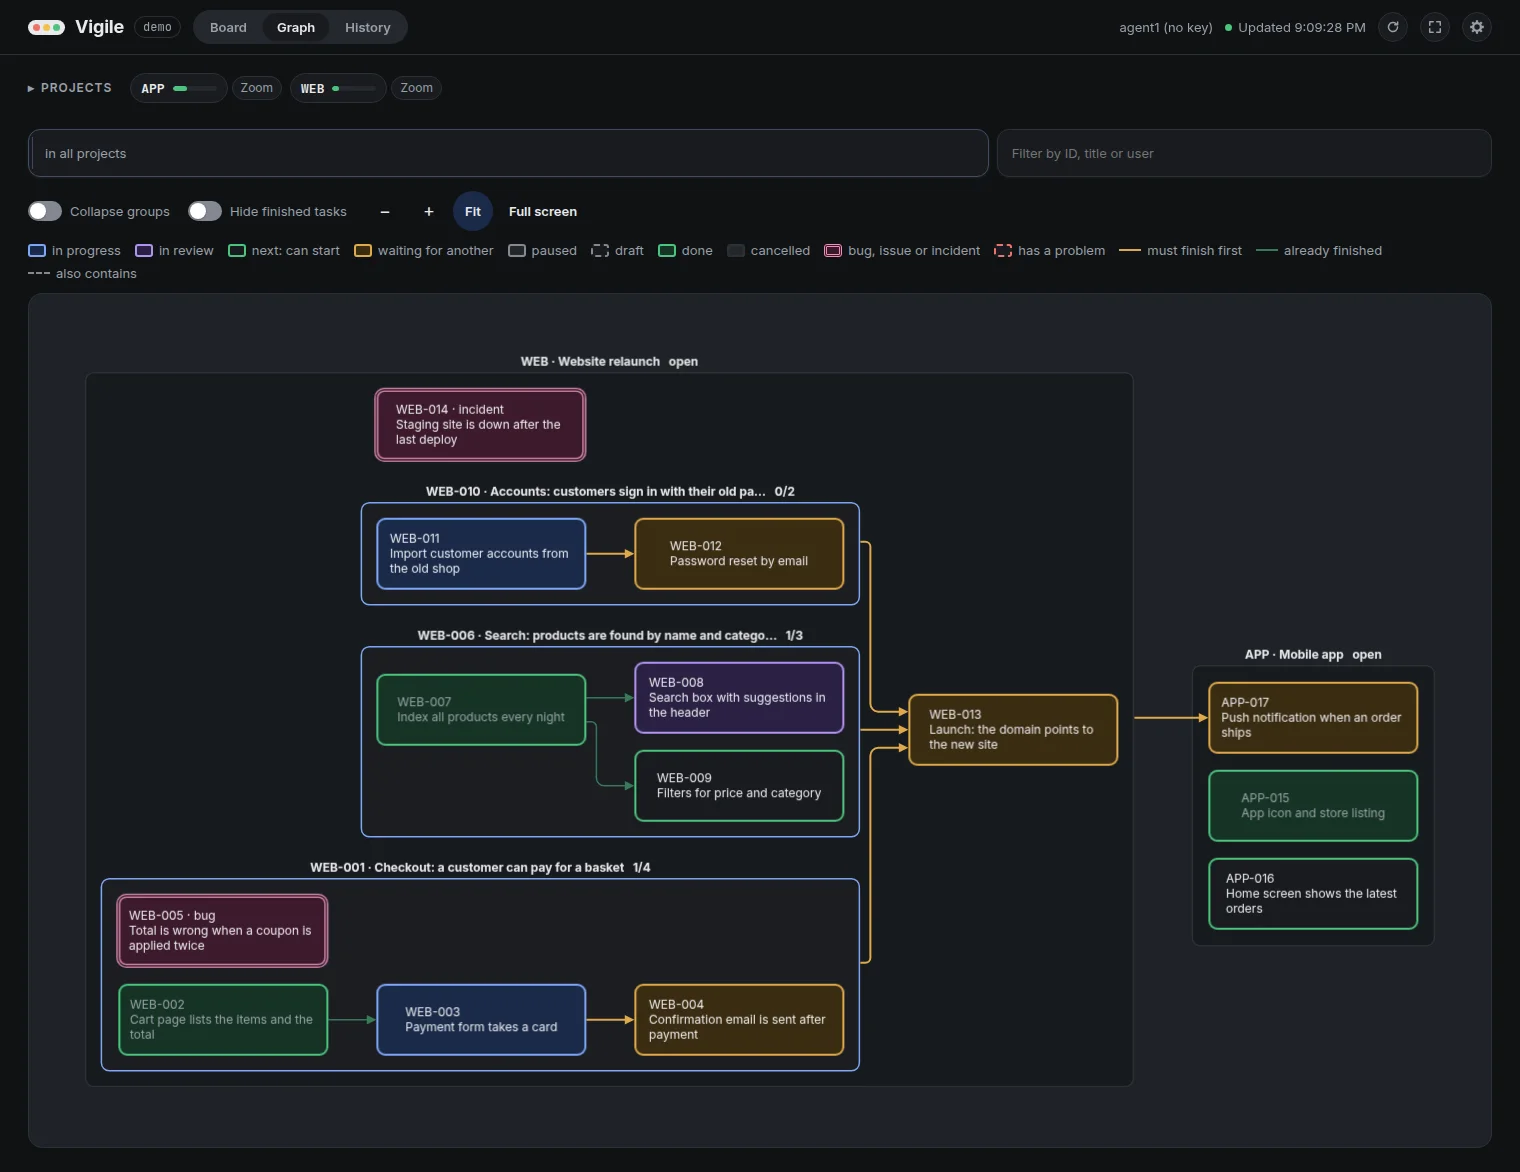 Vigile demo Board Graph History agent1 (no key) Updated 9:09:28 PM
PROJECTS APP Zoom WEB Zoom
in all projects Filter by ID, title or user
Collapse groups Hide finished tasks − + Fit Full screen
in progress in review next: can start waiting for another paused draft done cancelled bug, issue or incident has a problem must finish first already finished
also contains
WEB · Website relaunch open
WEB-014 · incident
Staging site is down after the
last deploy
WEB-010 · Accounts: customers sign in with their old pa... 0/2
WEB-011
Import customer accounts from
the old shop
WEB-012
Password reset by email
WEB-006 · Search: products are found by name and catego... 1/3
WEB-007
Index all products every night
WEB-008
Search box with suggestions in
the header
WEB-009
Filters for price and category
WEB-013
Launch: the domain points to
the new site
WEB-001 · Checkout: a customer can pay for a basket 1/4
WEB-005 · bug
Total is wrong when a coupon is
applied twice
WEB-002
Cart page lists the items and the
total
WEB-003
Payment form takes a card
WEB-004
Confirmation email is sent after
payment
APP · Mobile app open
APP-017
Push notification when an order
ships
APP-015
App icon and store listing
APP-016
Home screen shows the latest
orders